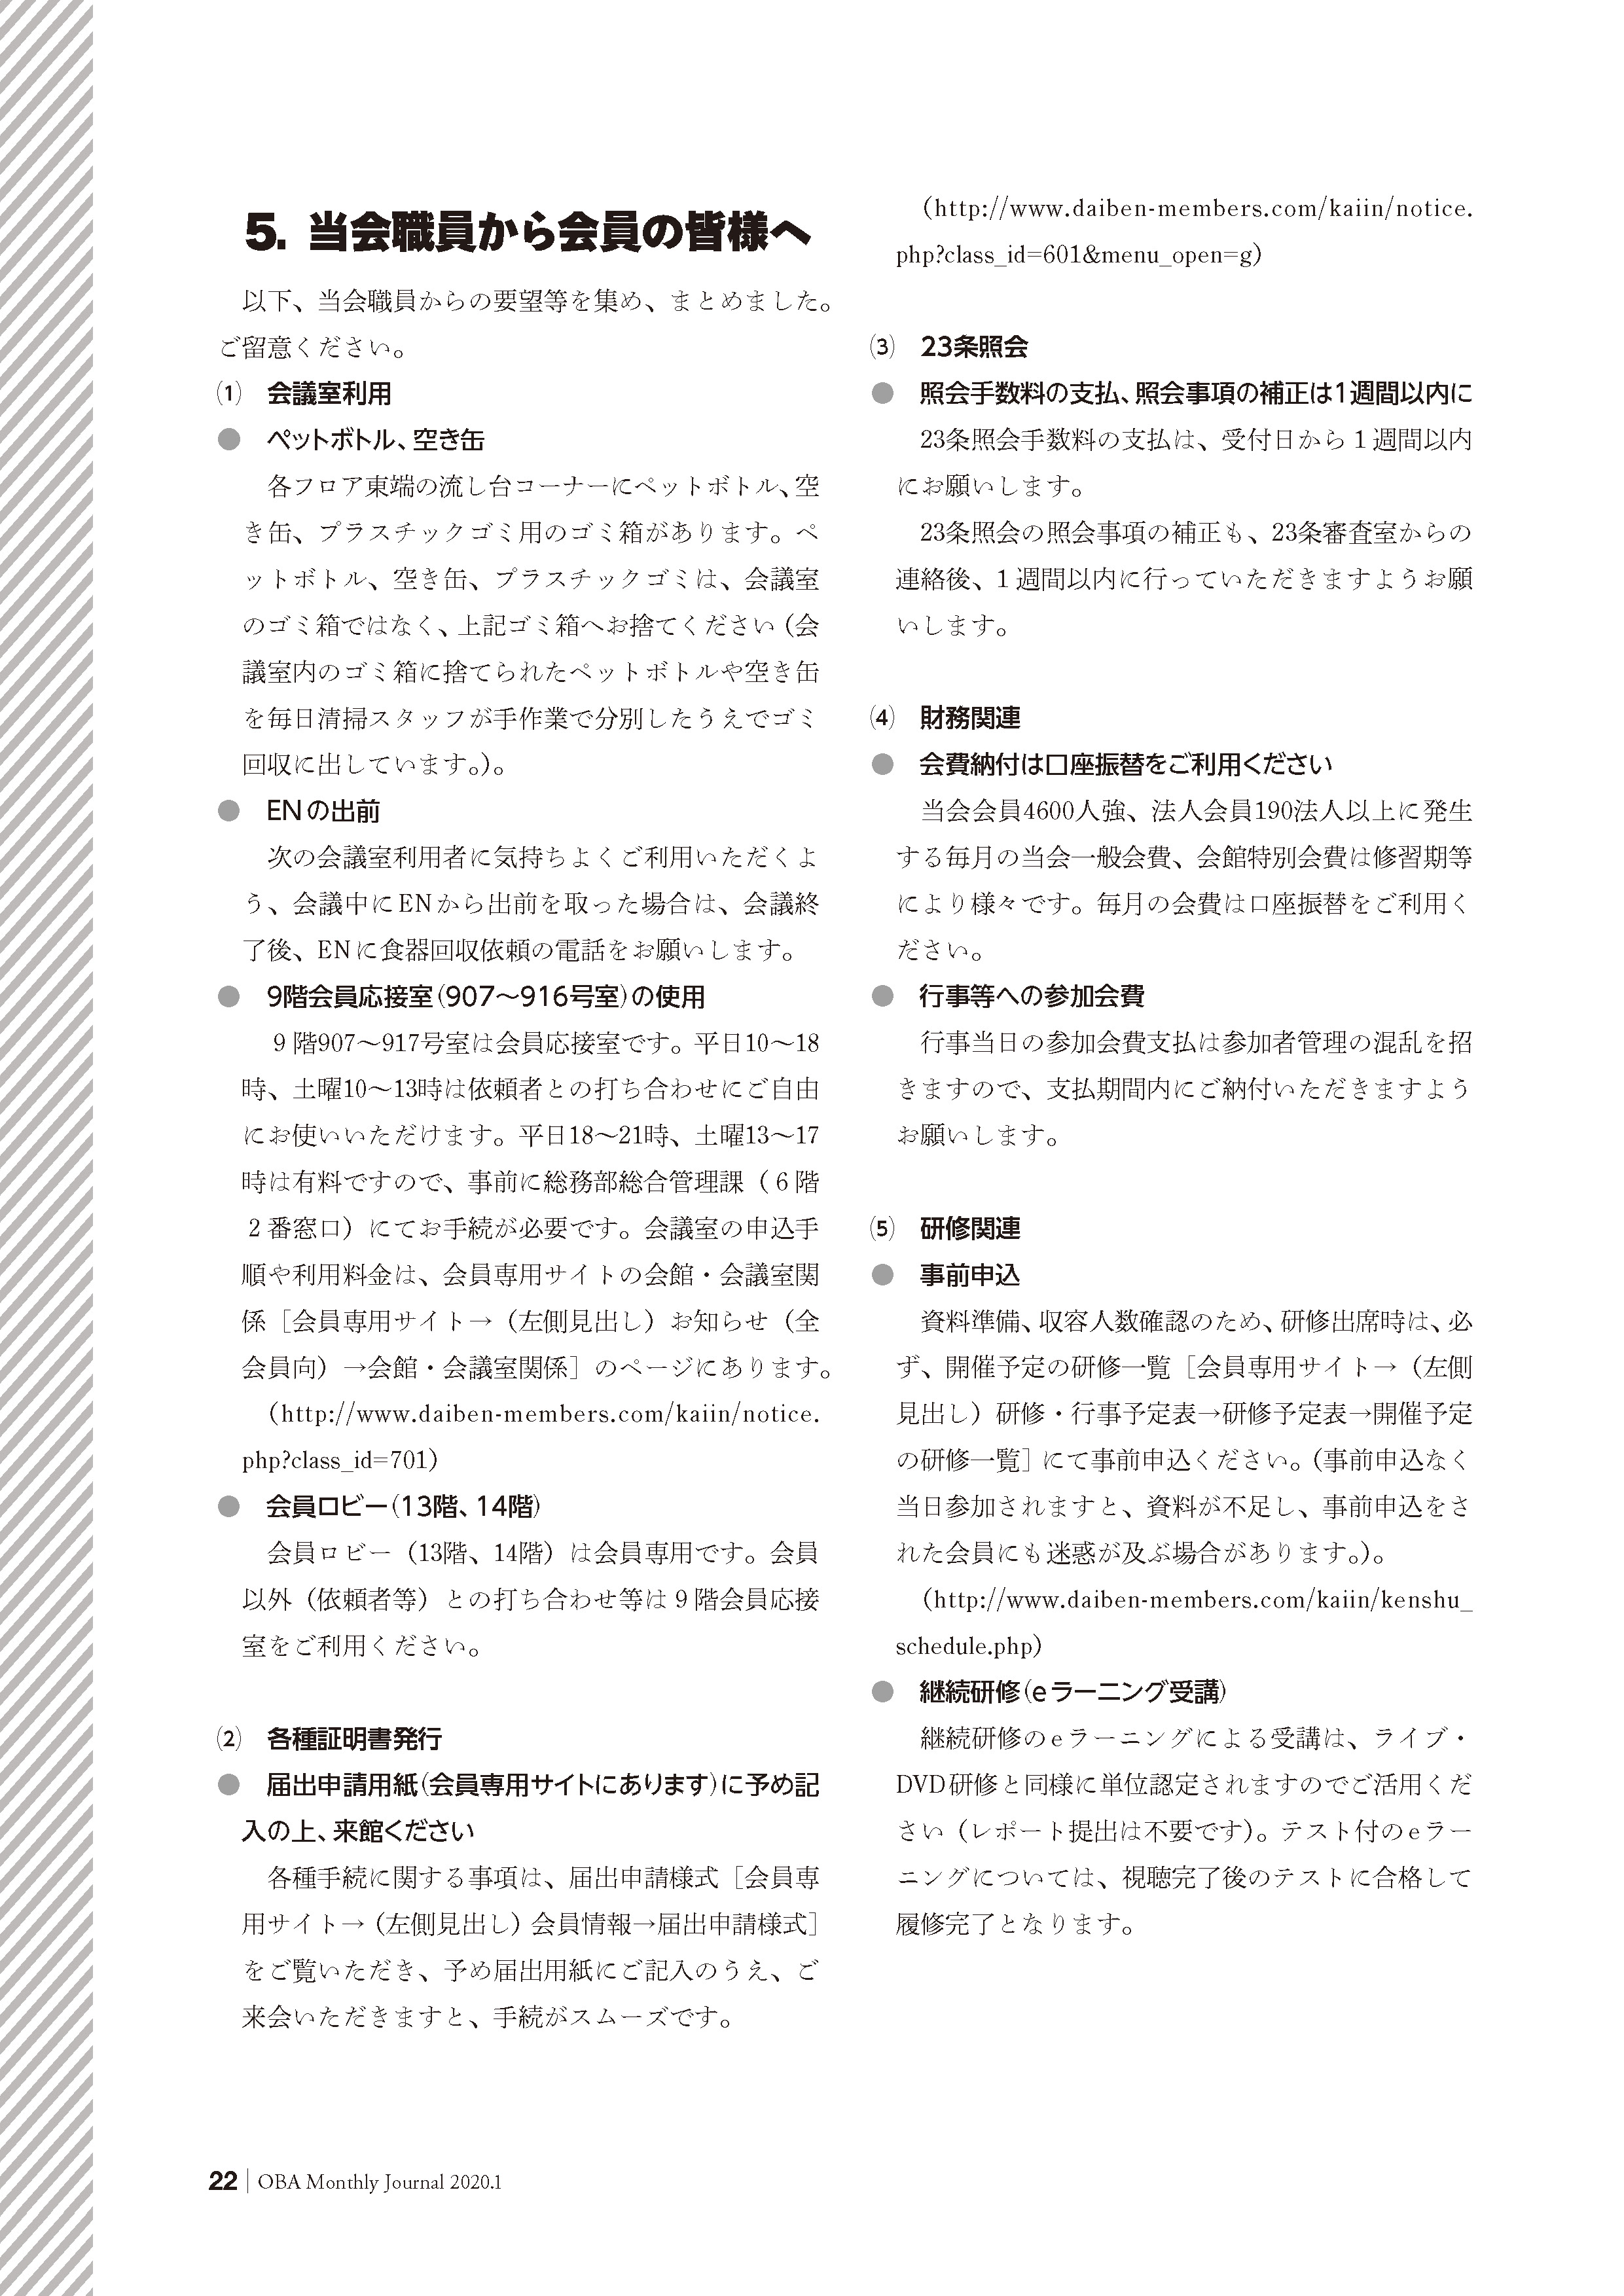 5. 当会職員から会員の皆様へ
以下、当会職員からの要望等を集め、まとめました。
ご留意ください。
⑴　会議室利用
●　ペットボトル、空き缶
各フロア東端の流し台コーナーにペットボトル、空
き缶、プラスチックゴミ用のゴミ箱があります。ペ
ットボトル、空き缶、プラスチックゴミは、会議室
のゴミ箱ではなく、上記ゴミ箱へお捨てください（会
議室内のゴミ箱に捨てられたペットボトルや空き缶
を毎日清掃スタッフが手作業で分別したうえでゴミ
回収に出しています。）。
●　ENの出前
次の会議室利用者に気持ちよくご利用いただくよ
う、会議中にENから出前を取った場合は、会議終
了後、ENに食器回収依頼の電話をお願いします。
●　9階会員応接室（907～916号室）の使用
９階907～917号室は会員応接室です。平日10～18
時、土曜10～13時は依頼者との打ち合わせにご自由
にお使いいただけます。平日18～21時、土曜13～17
時は有料ですので、事前に総務部総合管理課（６階
２番窓口）にてお手続が必要です。会議室の申込手
順や利用料金は、会員専用サイトの会館・会議室関
係［会員専用サイト→（左側見出し）お知らせ（全
会員向）→会館・会議室関係］のページにあります。
（http://www.daiben-members.com/kaiin/notice.
php?class_id=701）
●　会員ロビー（13階、14階）
会員ロビー（13階、14階）は会員専用です。会員
以外（依頼者等）との打ち合わせ等は９階会員応接
室をご利用ください。
⑵　各種証明書発行
●　届出申請用紙（会員専用サイトにあります）に予め記
入の上、来館ください
各種手続に関する事項は、届出申請様式［会員専
用サイト→（左側見出し）会員情報→届出申請様式］
をご覧いただき、予め届出用紙にご記入のうえ、ご
来会いただきますと、手続がスムーズです。
（http://www.daiben-members.com/kaiin/notice.
php?class_id=601&menu_open=g）
⑶　23条照会
●　照会手数料の支払、照会事項の補正は1週間以内に
23条照会手数料の支払は、受付日から１週間以内
にお願いします。
23条照会の照会事項の補正も、23条審査室からの
連絡後、１週間以内に行っていただきますようお願
いします。
⑷　財務関連
●　会費納付は口座振替をご利用ください
当会会員4600人強、法人会員190法人以上に発生
する毎月の当会一般会費、会館特別会費は修習期等
により様々です。毎月の会費は口座振替をご利用く
ださい。
●　行事等への参加会費
行事当日の参加会費支払は参加者管理の混乱を招
きますので、支払期間内にご納付いただきますよう
お願いします。
⑸　研修関連
●　事前申込
資料準備、収容人数確認のため、研修出席時は、必
ず、開催予定の研修一覧［会員専用サイト→（左側
見出し）研修・行事予定表→研修予定表→開催予定
の研修一覧］にて事前申込ください。（事前申込なく
当日参加されますと、資料が不足し、事前申込をさ
れた会員にも迷惑が及ぶ場合があります。）。
（http://www.daiben-members.com/kaiin/kenshu_
schedule.php）
●　継続研修（eラーニング受講）
継続研修のeラーニングによる受講は、ライブ・
DVD研修と同様に単位認定されますのでご活用くだ
さい（レポート提出は不要です）。テスト付のeラー
ニングについては、視聴完了後のテストに合格して
履修完了となります。
22 OBA Monthly Journal 2020.1